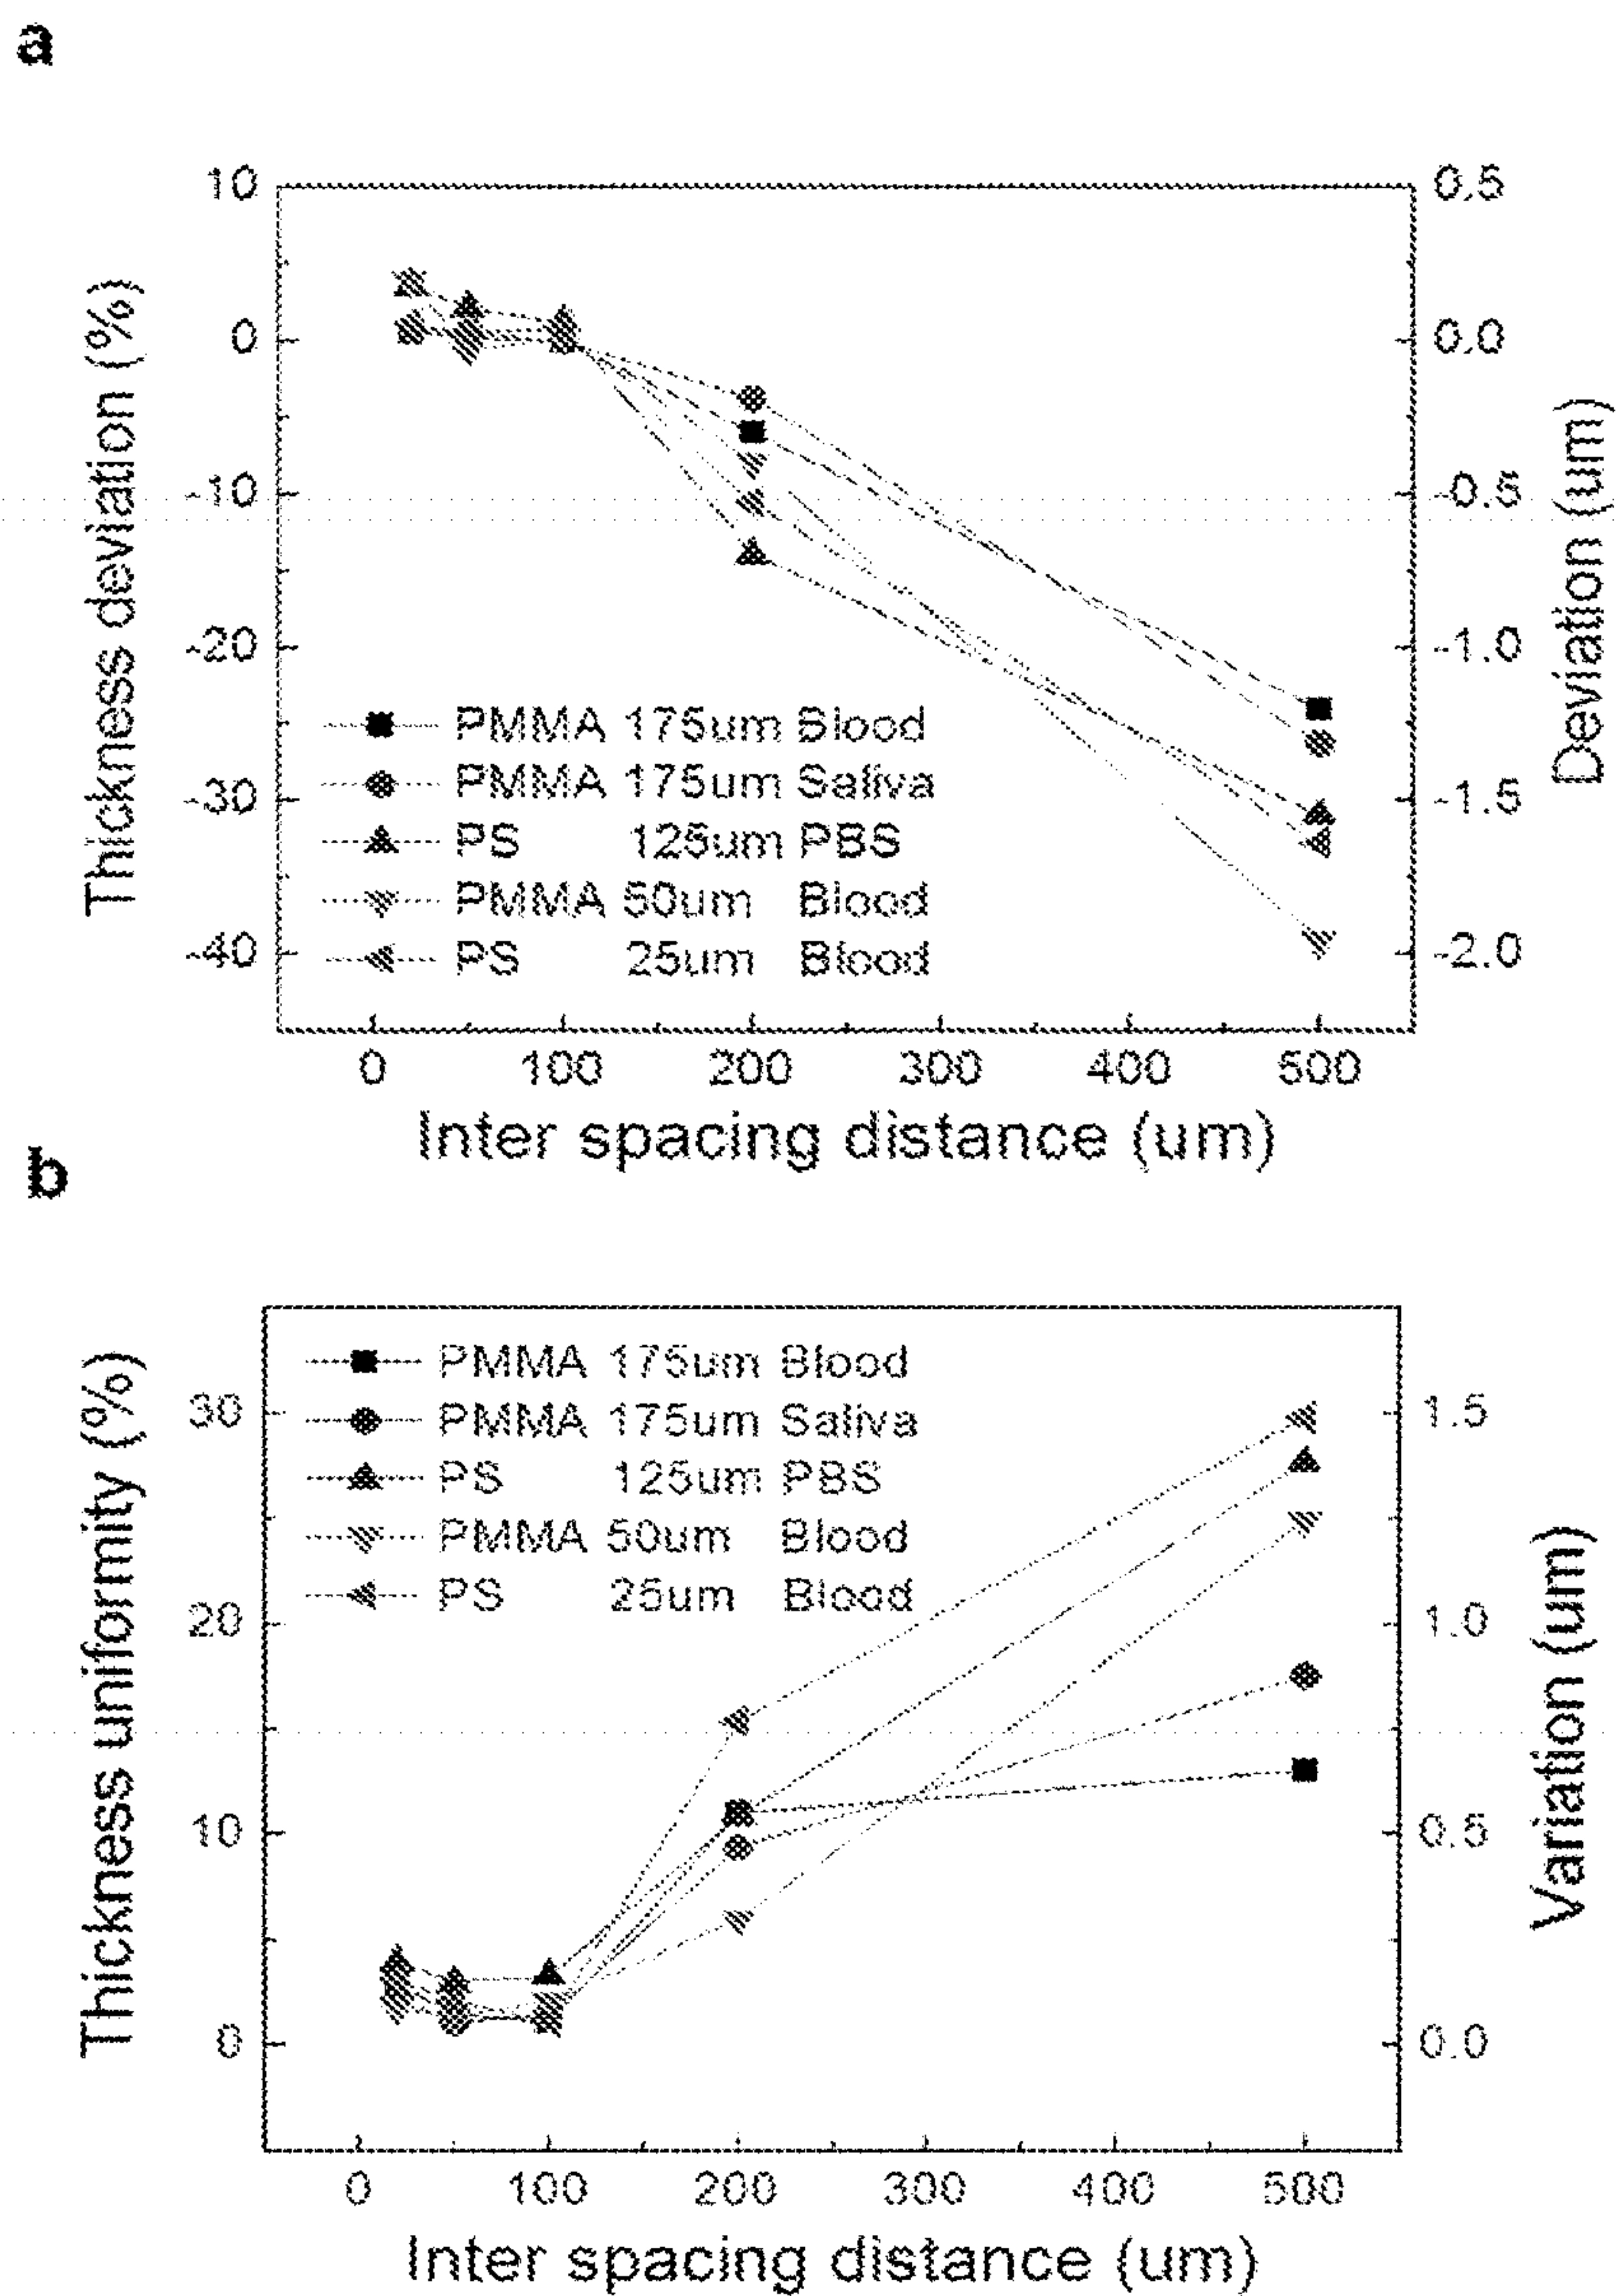 a
10
0
-10
-20
-30
-40
Thickness deviation (%)
0.5
0.0
-0.5
-1.0
-1.5
-2.0
Deviation (um)
PMMA 175um Blood
PMMA 175um Saliva
PS 125um PBS
PMMA 50um Blood
PS 25um Blood
0 100 200 300 400 500
Inter spacing distance (um)
b
30
20
10
0
Thickness uniformity (%)
1.5
1.0
0.5
0.0
Variation (um)
PMMA 175um Blood
PMMA 175um Saliva
PS 125um PBS
PMMA 50um Blood
PS 25um Blood
0 100 200 300 400 500
Inter spacing distance (um)